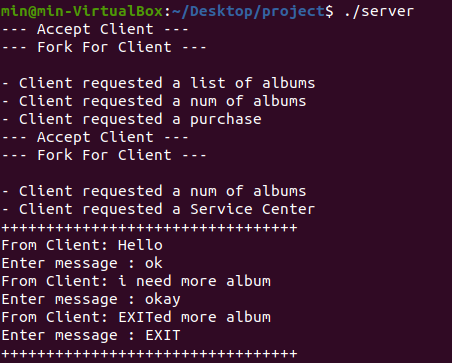 min@min-VirtualBox:~/Desktop/project$ ./server
--- Accept Client ---
--- Fork For Client ---
- Client requested a list of albums
- Client requested a num of albums
- Client requested a purchase
--- Accept Client ---
--- Fork For Client ---
- Client requested a num of albums
- Client requested a Service Center
+++++++++++++++++++++++++++++++++
From Client: Hello
Enter message : ok
From Client: i need more album
Enter message : okay
From Client: EXITed more album
Enter message : EXIT
+++++++++++++++++++++++++++++++++